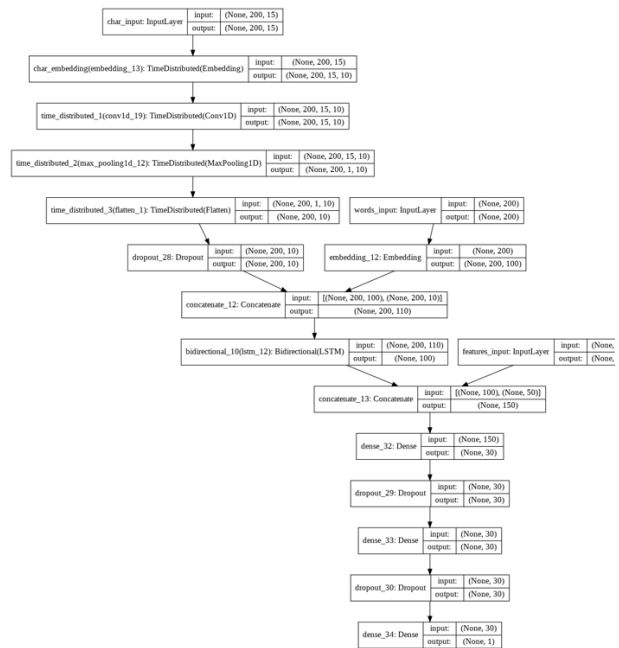 char_input: InputLayer input: (None, 200, 15)
output: (None, 200, 15)
char_embedding(embedding_13): TimeDistributed(Embedding) input: (None, 200, 15)
output: (None, 200, 15, 10)
time_distributed_1(conv1d_19): TimeDistributed(Conv1D) input: (None, 200, 15, 10)
output: (None, 200, 15, 10)
time_distributed_2(max_pooling1d_12): TimeDistributed(MaxPooling1D) input: (None, 200, 15, 10)
output: (None, 200, 1, 10)
time_distributed_3(flatten_1): TimeDistributed(Flatten) input: (None, 200, 1, 10)
output: (None, 200, 10)
words_input: InputLayer input: (None, 200)
output: (None, 200)
dropout_28: Dropout input: (None, 200, 10)
output: (None, 200, 10)
embedding_12: Embedding input: (None, 200)
output: (None, 200, 100)
concatenate_12: Concatenate input: [(None, 200, 100), (None, 200, 10)]
output: (None, 200, 110)
bidirectional_10(lstm_12): Bidirectional(LSTM) input: (None, 200, 110)
output: (None, 100)
features_input: InputLayer input: (None,
output: (None,
concatenate_13: Concatenate input: [(None, 100), (None, 50)]
output: (None, 150)
dense_32: Dense input: (None, 150)
output: (None, 30)
dropout_29: Dropout input: (None, 30)
output: (None, 30)
dense_33: Dense input: (None, 30)
output: (None, 30)
dropout_30: Dropout input: (None, 30)
output: (None, 30)
dense_34: Dense input: (None, 30)
output: (None, 1)